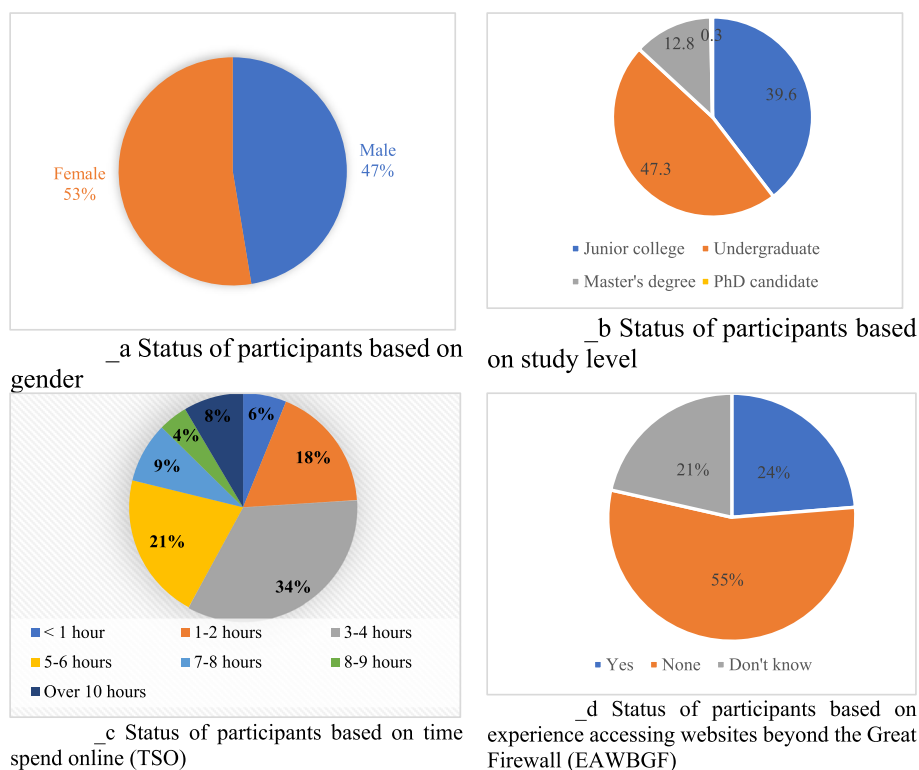 Male
47%
Female
53%
_a Status of participants based on
gender
0.3
12.8
39.6
47.3
Junior college Undergraduate
Master's degree PhD candidate
_b Status of participants based
on study level
8% 6%
4% 18%
9%
21%
34%
< 1 hour 1-2 hours 3-4 hours
5-6 hours 7-8 hours 8-9 hours
Over 10 hours
_c Status of participants based on time
spend online (TSO)
21% 24%
55%
Yes None Don't know
_d Status of participants based on
experience accessing websites beyond the Great
Firewall (EAWBGF)